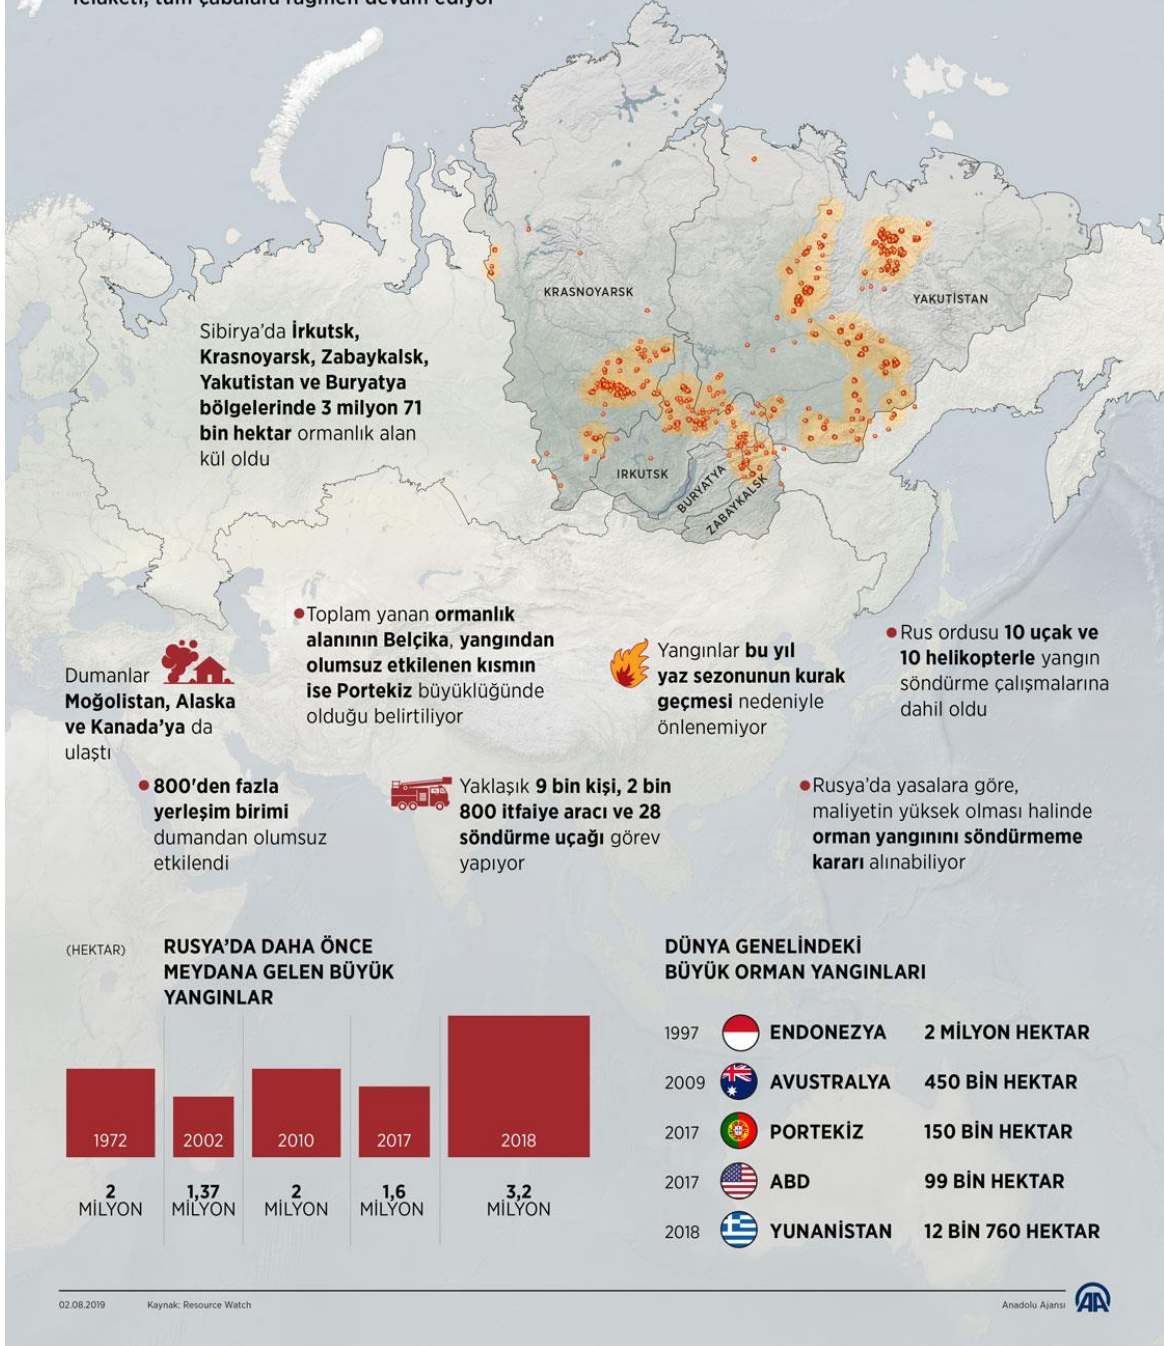 felaketi, tüm çabalara rağmen devam ediyor
KRASNOYARSK
YAKUTİSTAN
IRKUTSK
BURYATYA
ZABAYKALSK
Sibirya'da İrkutsk,
Krasnoyarsk, Zabaykalsk,
Yakutistan ve Buryatya
bölgelerinde 3 milyon 71
bin hektar ormanlık alan
kül oldu
Dumanlar
Moğolistan, Alaska
ve Kanada'ya da
ulaştı
Toplam yanan ormanlık
alanının Belçika, yangından
olumsuz etkilenen kısmın
ise Portekiz büyüklüğünde
olduğu belirtiliyor
Yangınlar bu yıl
yaz sezonunun kurak
geçmesi nedeniyle
önlenemiyor
Rus ordusu 10 uçak ve
10 helikopterle yangın
söndürme çalışmalarına
dahil oldu
800'den fazla
yerleşim birimi
dumandan olumsuz
etkilendi
Yaklaşık 9 bin kişi, 2 bin
800 itfaiye aracı ve 28
söndürme uçağı görev
yapıyor
Rusya'da yasalara göre,
maliyetin yüksek olması halinde
orman yangınını söndürmeme
kararı alınabiliyor
(HEKTAR)
RUSYA'DA DAHA ÖNCE
MEYDANA GELEN BÜYÜK
YANGINLAR
1972
2002
2010
2017
2018
2
MİLYON
1,37
MİLYON
2
MİLYON
1,6
MİLYON
3,2
MİLYON
DÜNYA GENELİNDEKİ
BÜYÜK ORMAN YANGINLARI
1997 ENDONEZYA 2 MİLYON HEKTAR
2009 AVUSTRALYA 450 BİN HEKTAR
2017 PORTEKİZ 150 BİN HEKTAR
2017 ABD 99 BİN HEKTAR
2018 YUNANİSTAN 12 BİN 760 HEKTAR
02.08.2019 Kaynak: Resource Watch
Anadolu Ajansı AA